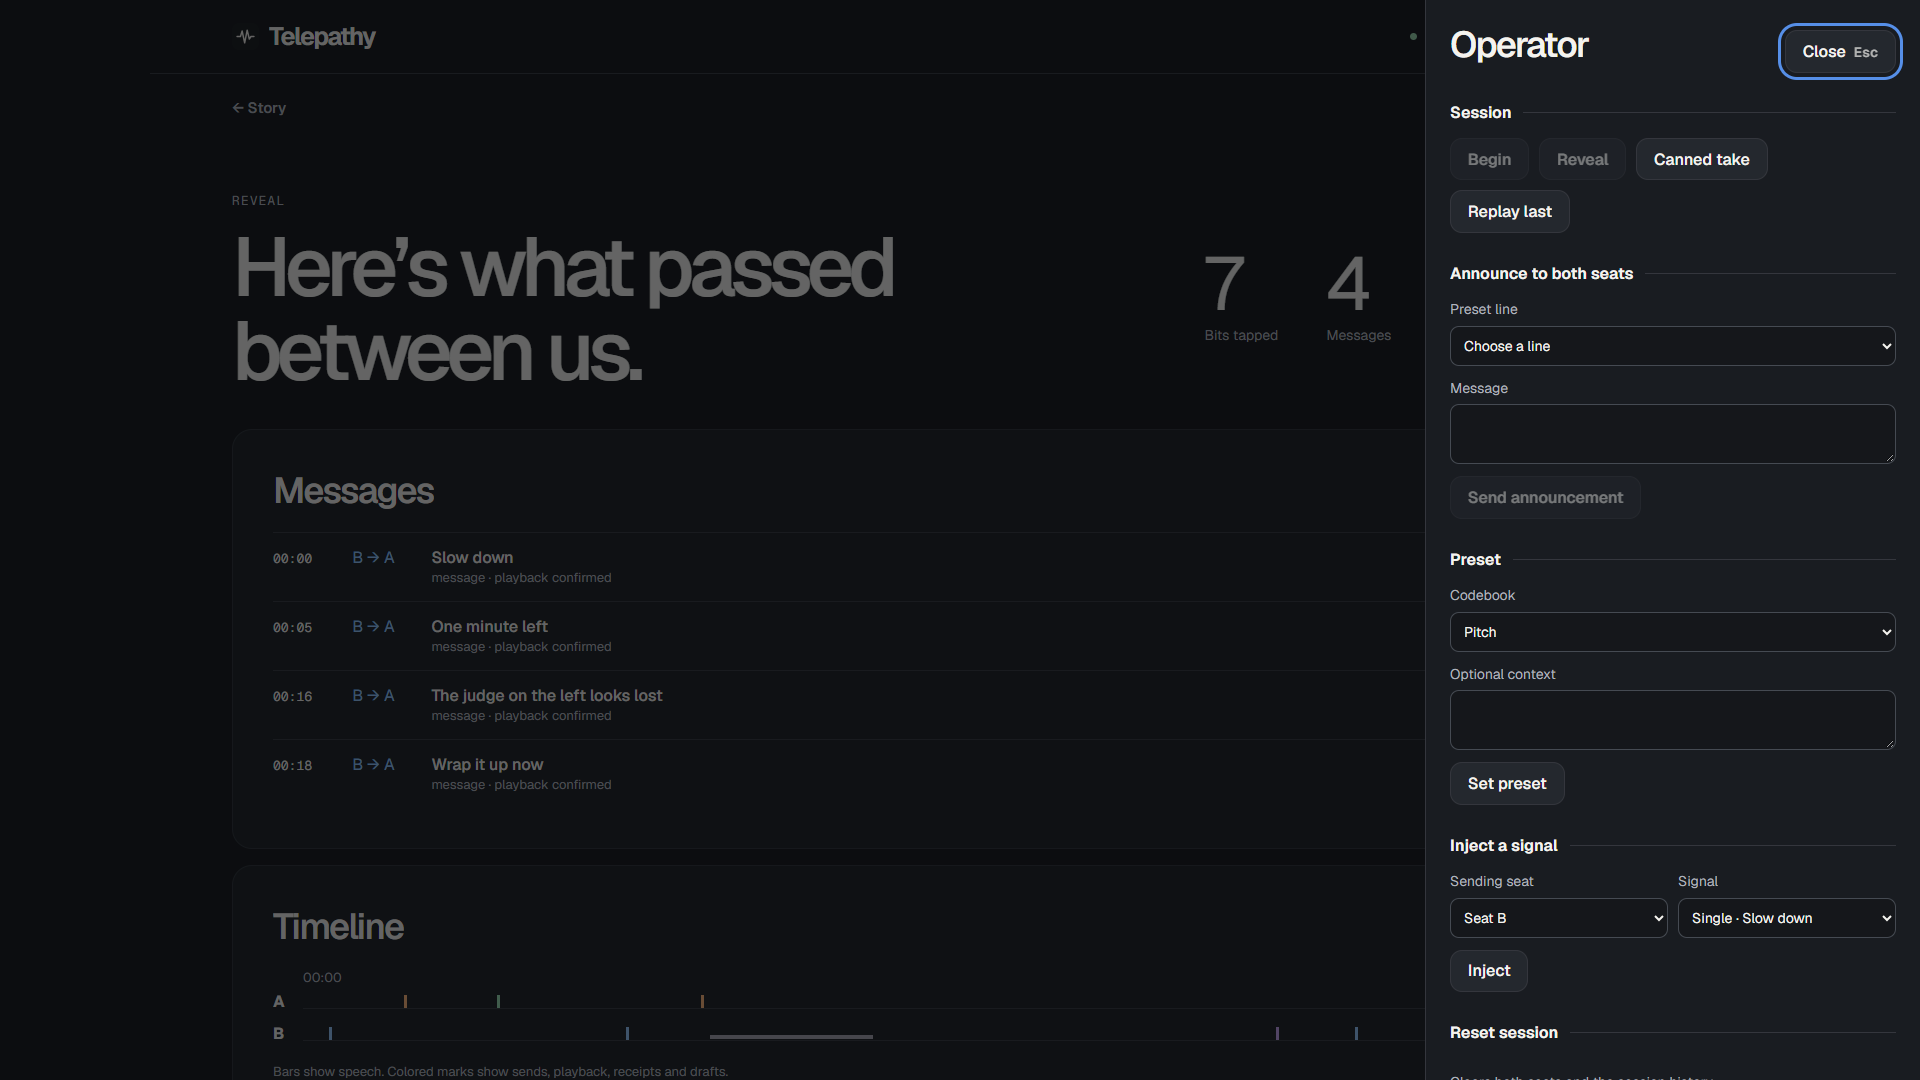 Telepathy
← Story
REVEAL
Here's what passed
between us.
7
Bits tapped
4
Messages
Messages
00:00 B → A Slow down
message · playback confirmed
00:05 B → A One minute left
message · playback confirmed
00:16 B → A The judge on the left looks lost
message · playback confirmed
00:18 B → A Wrap it up now
message · playback confirmed
Timeline
00:00
A
B
Bars show speech. Colored marks show sends, playback, receipts and drafts.
Operator
Close Esc
Session
Begin Reveal Canned take
Replay last
Announce to both seats
Preset line
Choose a line
Message
Send announcement
Preset
Codebook
Pitch
Optional context
Set preset
Inject a signal
Sending seat Signal
Seat B Single · Slow down
Inject
Reset session